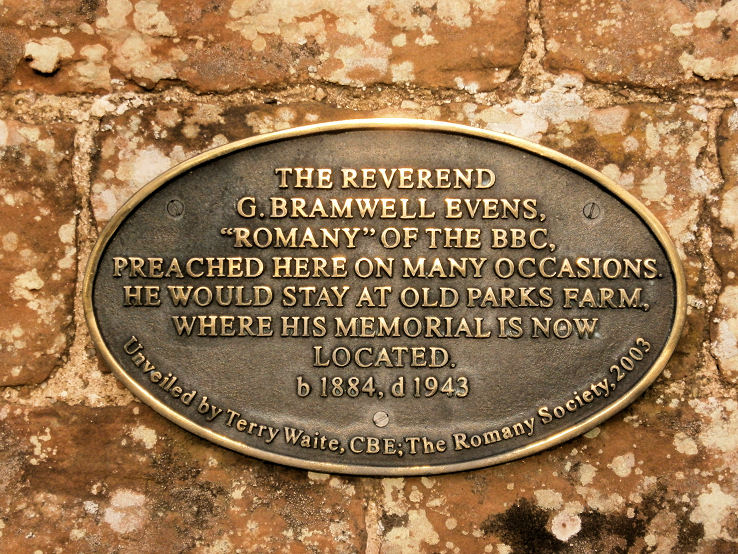 THE REVEREND
G. BRAMWELL EVENS,
“ROMANY” OF THE BBC,
PREACHED HERE ON MANY OCCASIONS.
HE WOULD STAY AT OLD PARKS FARM,
WHERE HIS MEMORIAL IS NOW
LOCATED.
b 1884, d 1943
Unveiled by Terry Waite, CBE; The Romany Society, 2003